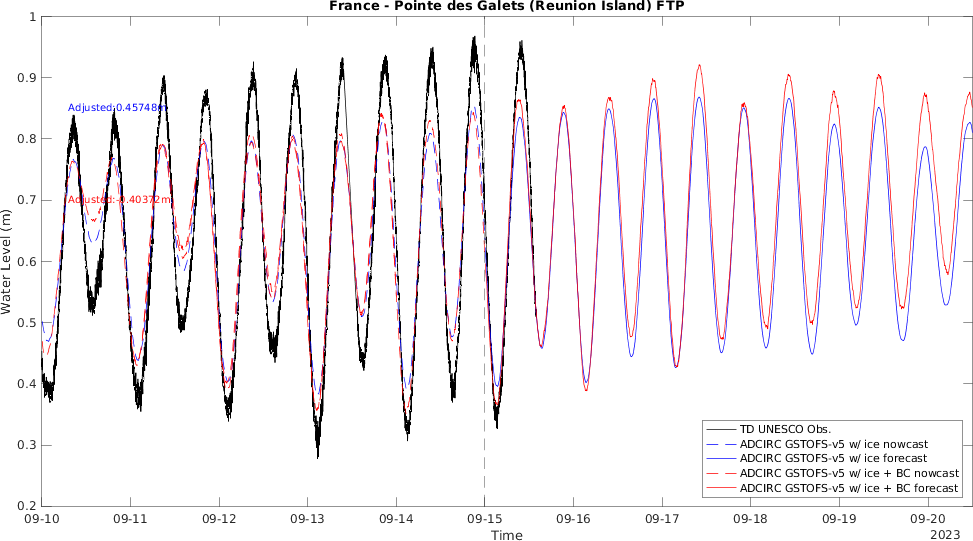 France - Pointe des Galets (Reunion Island) FTP
1
0.9
0.8
0.7
0.6
0.5
0.4
0.3
0.2
Water Level (m)
Adjusted:0.45748m
Adjusted:-0.40372m
TD UNESCO Obs.
ADCIRC GSTOFS-v5 w/ ice nowcast
ADCIRC GSTOFS-v5 w/ ice forecast
ADCIRC GSTOFS-v5 w/ ice + BC nowcast
ADCIRC GSTOFS-v5 w/ ice + BC forecast
09-10 09-11 09-12 09-13 09-14 09-15 09-16 09-17 09-18 09-19 09-20
Time
2023